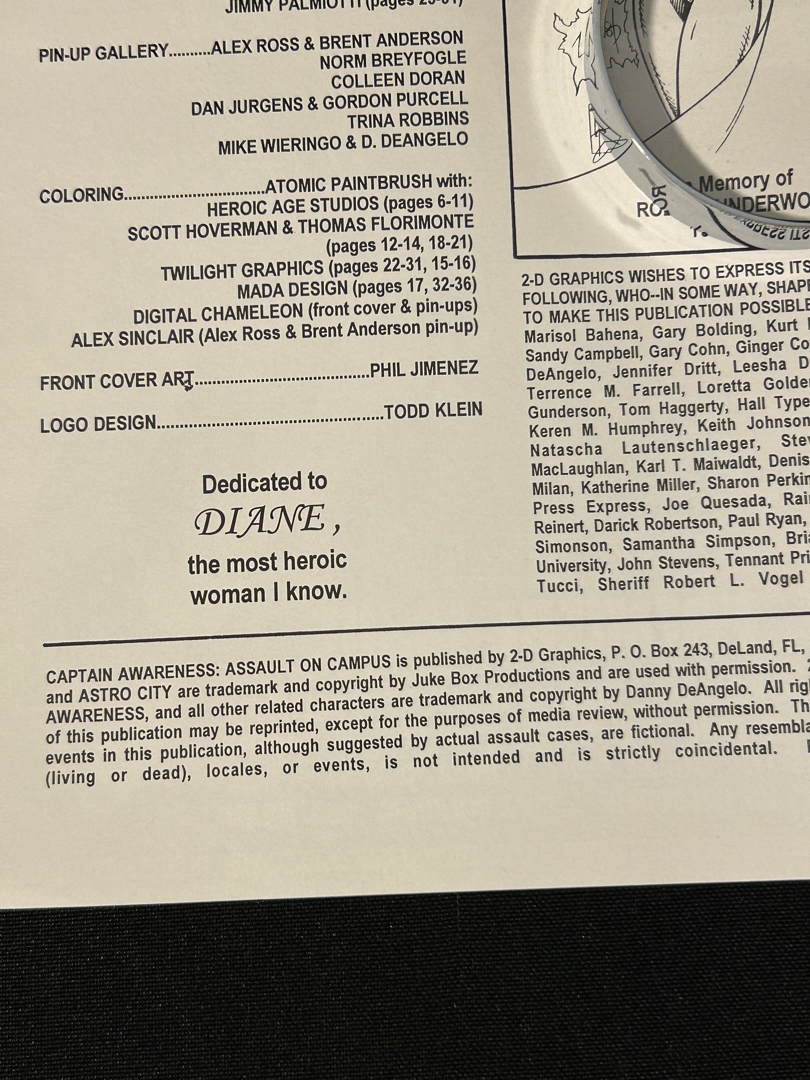 JIMMY PALMIOTTI (pages
PIN-UP GALLERY.........ALEX ROSS & BRENT ANDERSON
NORM BREYFOGLE
COLLEEN DORAN
DAN JURGENS & GORDON PURCELL
TRINA ROBBINS
MIKE WIERINGO & D. DEANGELO
COLORING..............................ATOMIC PAINTBRUSH with:
HEROIC AGE STUDIOS (pages 6-11)
SCOTT HOVERMAN & THOMAS FLORIMONTE
(pages 12-14, 18-21)
TWILIGHT GRAPHICS (pages 22-31, 15-16)
MADA DESIGN (pages 17, 32-36)
DIGITAL CHAMELEON (front cover & pin-ups)
ALEX SINCLAIR (Alex Ross & Brent Anderson pin-up)
FRONT COVER ART.....................................PHIL JIMENEZ
LOGO DESIGN................................................TODD KLEIN
Dedicated to
DIANE,
the most heroic
woman I know.
Memory of
2-D GRAPHICS WISHES TO EXPRESS ITS
FOLLOWING, WHO--IN SOME WAY, SHAPE
TO MAKE THIS PUBLICATION POSSIBLE
Marisol Bahena, Gary Bolding, Kurt
Sandy Campbell, Gary Cohn, Ginger
DeAngelo, Jennifer Dritt, Leesha
Terrence M. Farrell, Loretta
Gunderson, Tom Haggerty, Hall
Keren M. Humphrey, Keith Johnson
Natascha Lautenschlaeger,
MacLaughlan, Karl T. Maiwaldt,
Milan, Katherine Miller, Sharon
Press Express, Joe Quesada,
Reinert, Darick Robertson, Paul Ryan,
Simonson, Samantha Simpson,
University, John Stevens, Tennant
Tucci, Sheriff Robert L. Vogel
CAPTAIN AWARENESS: ASSAULT ON CAMPUS is published by 2-D Graphics, P. O. Box 243, DeLand, FL,
and ASTRO CITY are trademark and copyright by Juke Box Productions and are used with permission.
AWARENESS, and all other related characters are trademark and copyright by Danny DeAngelo. All
of this publication may be reprinted, except for the purposes of media review, without permission.
events in this publication, although suggested by actual assault cases, are fictional. Any
(living or dead), locales, or events, is not intended and is strictly coincidental.